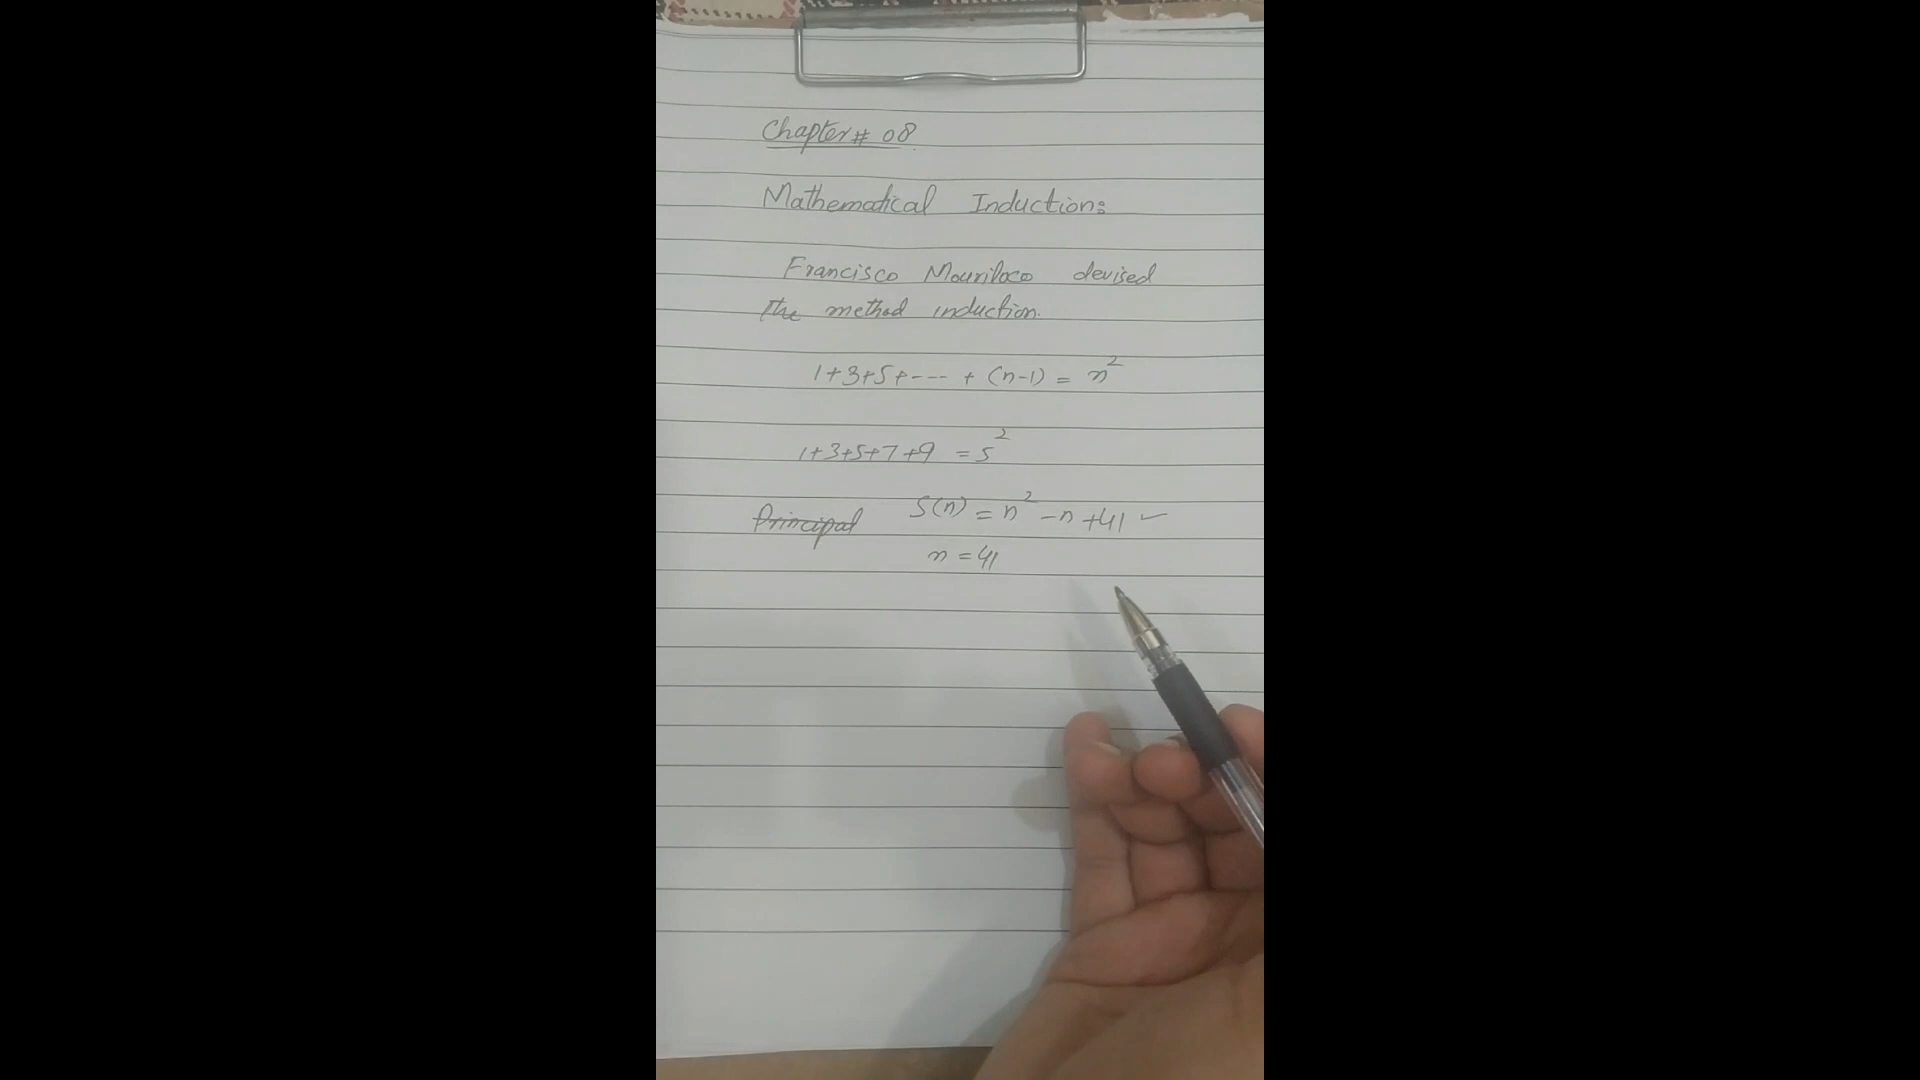 Chapter # 08
Mathematical Induction:
Francisco Mouriloco devised
the method induction.
1+3+5+---- + (n-1) = n²
1+3+5+7+9 = 5²
Principal S(n) = n² -n +41
n = 41